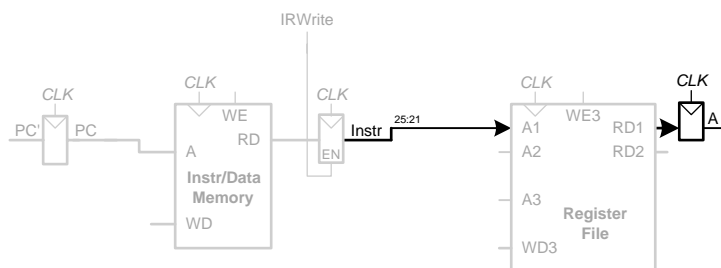 IRWrite
CLK
CLK
CLK
CLK
CLK
PC'
PC
WE
A
RD
EN
Instr/Data
Memory
WD
Instr
25:21
WE3
A1
RD1
A2
RD2
A3
Register
File
WD3
A